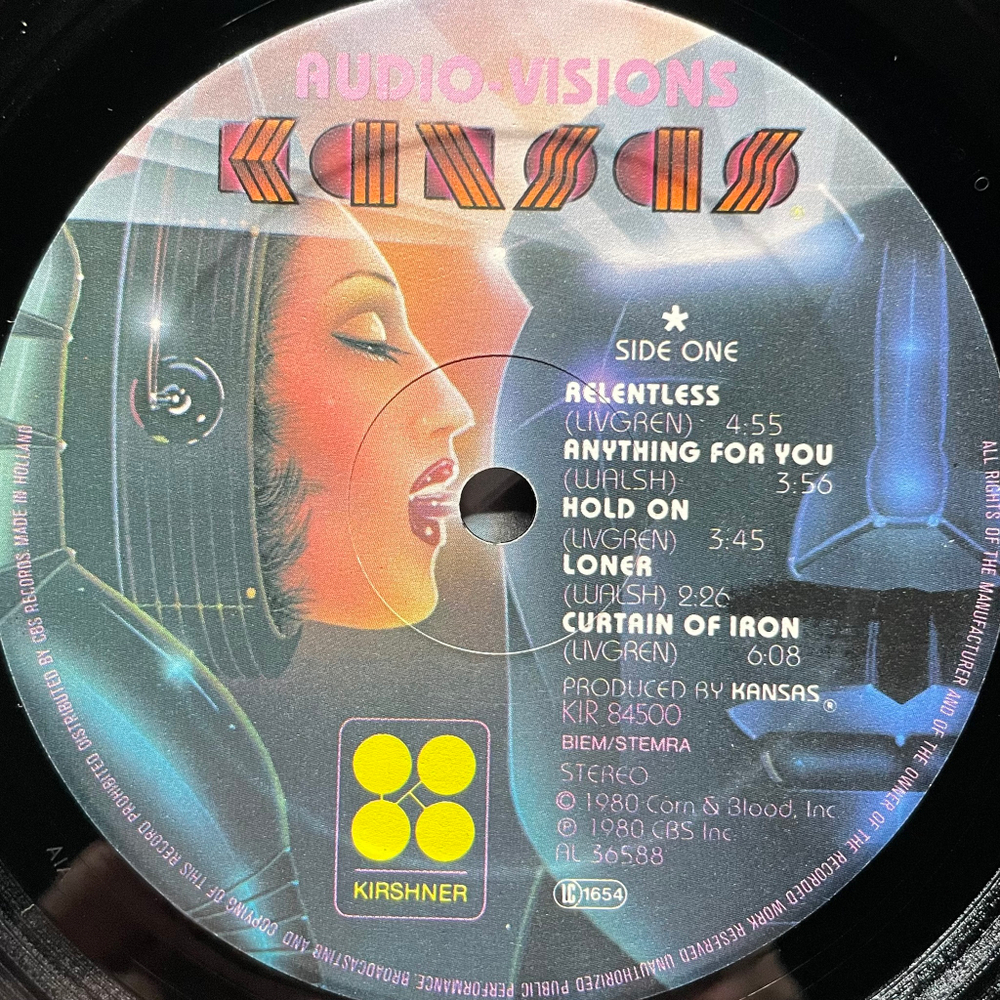 AUDIO-VISIONS
KANSAS
*
SIDE ONE
RELENTLESS
(LIVGREN) 4:55
ANYTHING FOR YOU
(WALSH) 3:56
HOLD ON
(LIVGREN) 3:45
LONER
(WALSH) 2:26
CURTAIN OF IRON
(LIVGREN) 6:08
PRODUCED BY KANSAS ®
KIR 84500
BIEM/STEMRA
STEREO
© 1980 Corn & Blood, Inc.
℗ 1980 CBS Inc.
AL 36588
LC 1654
KIRSHNER
ALL RIGHTS OF THE MANUFACTURER AND OF THE OWNER OF THE RECORDED WORK RESERVED UNAUTHORIZED PUBLIC PERFORMANCE, BROADCASTING AND COPYING OF THIS RECORD PROHIBITED DISTRIBUTED BY CBS RECORDS MADE IN HOLLAND